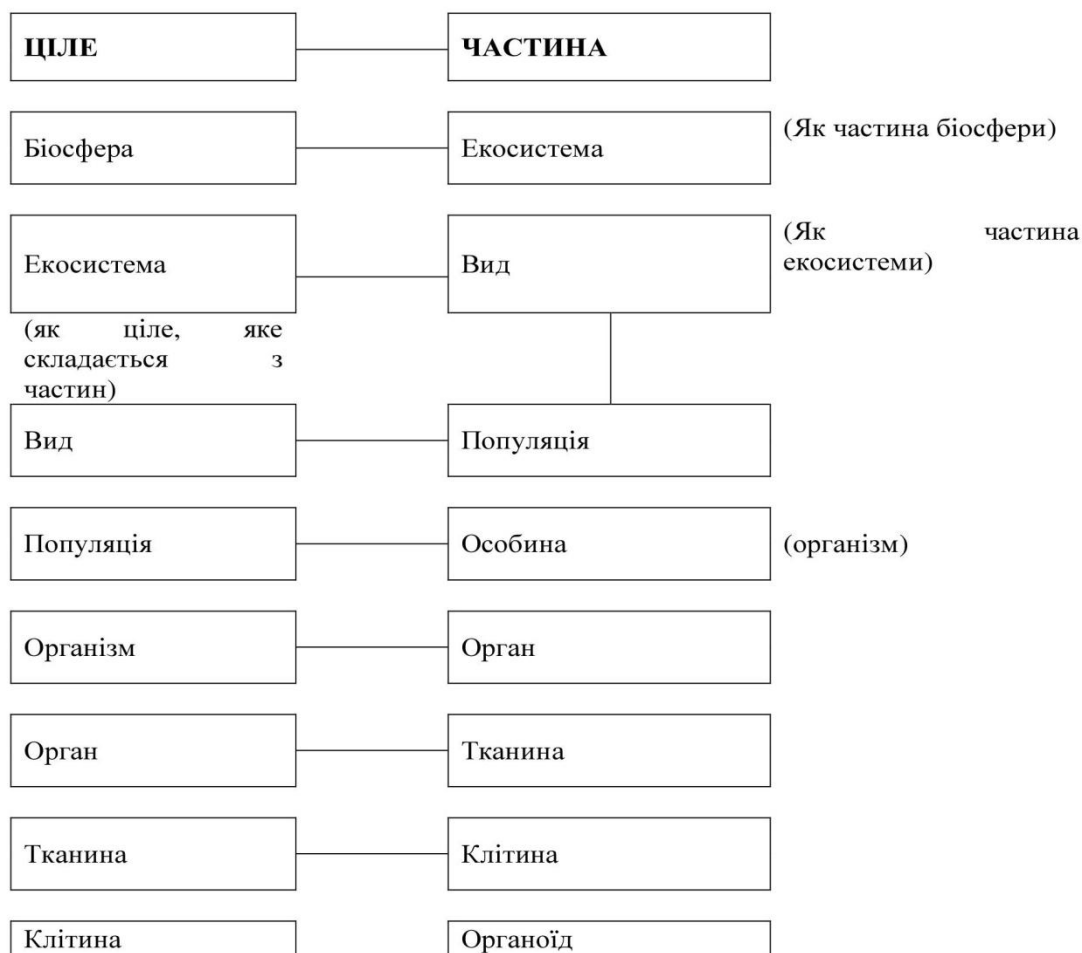 ЦІЛЕ ЧАСТИНА
Біосфера Екосистема (Як частина біосфери)
Екосистема Вид (Як частина
екосистеми)
(як ціле, яке
складається з
частин)
Вид Популяція
Популяція Особина (організм)
Організм Орган
Орган Тканина
Тканина Клітина
Клітина Органоїд